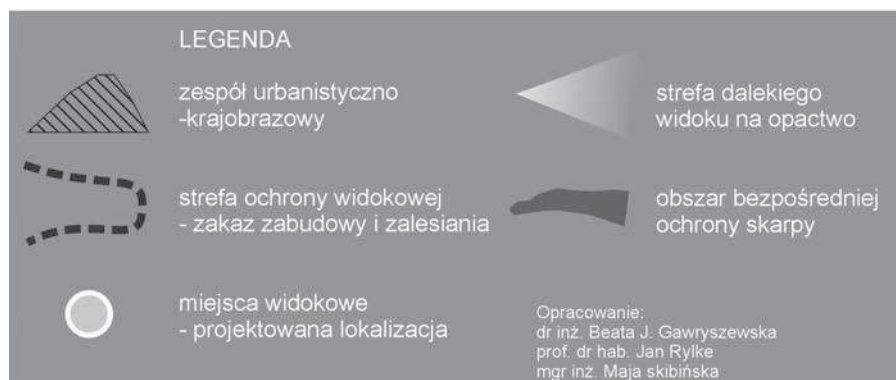 LEGENDA
zespół urbanistyczno
-krajobrazowy
strefa ochrony widokowej
- zakaz zabudowy i zalesiania
miejsca widokowe
- projektowana lokalizacja
strefa dalekiego
widoku na opactwo
obszar bezpośredniej
ochrony skarpy
Opracowanie:
dr inż. Beata J. Gawryszewska
prof. dr hab. Jan Rylke
mgr inż. Maja skibińska